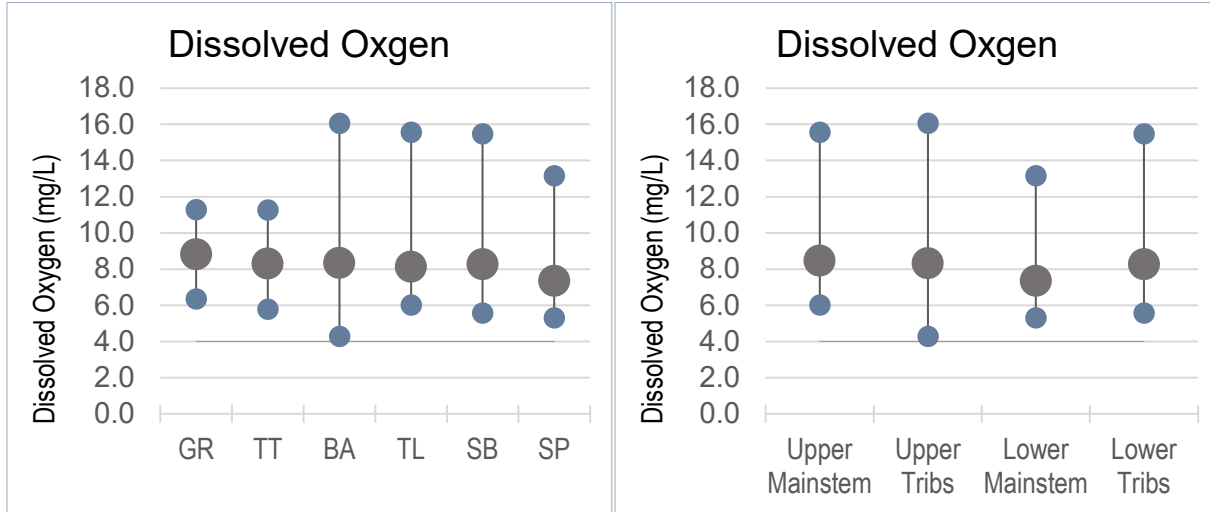 Dissolved Oxgen
Dissolved Oxygen (mg/L)
18.0
16.0
14.0
12.0
10.0
8.0
6.0
4.0
2.0
0.0
GR TT BA TL SB SP
Dissolved Oxgen
Dissolved Oxygen (mg/L)
18.0
16.0
14.0
12.0
10.0
8.0
6.0
4.0
2.0
0.0
Upper Upper Lower Lower
Mainstem Tribs Mainstem Tribs